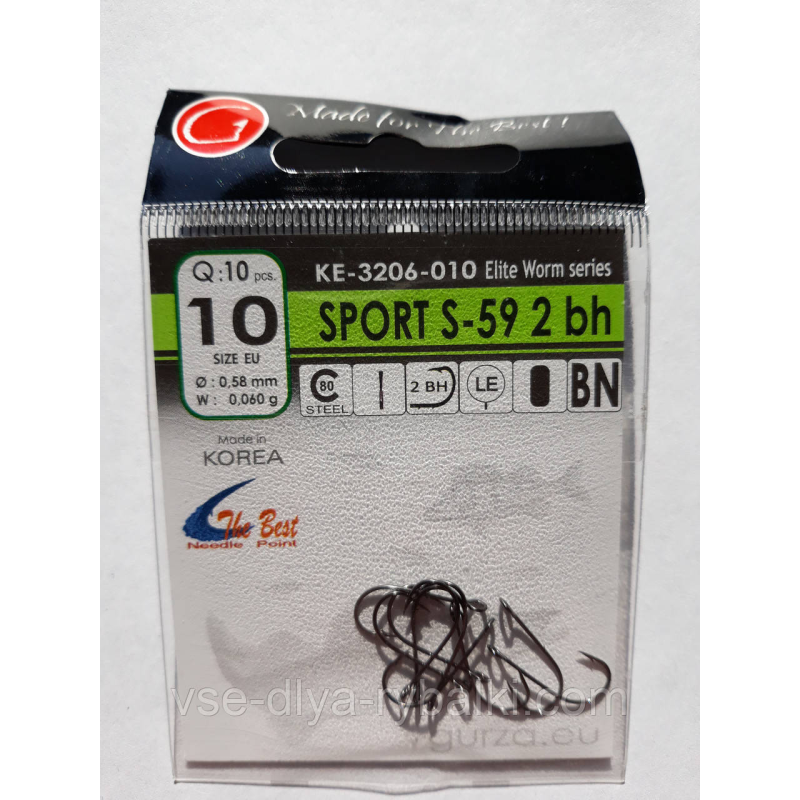 Made for The Best!
Q:10 pcs.
10
SIZE EU
Ø : 0,58 mm
W : 0,060 g
KE-3206-010 Elite Worm series
SPORT S-59 2 bh
C 80 STEEL
2 BH
LE
BN
Made in
KOREA
The Best
Needle Point
vse-dlya-rybalki.com
gurza.eu